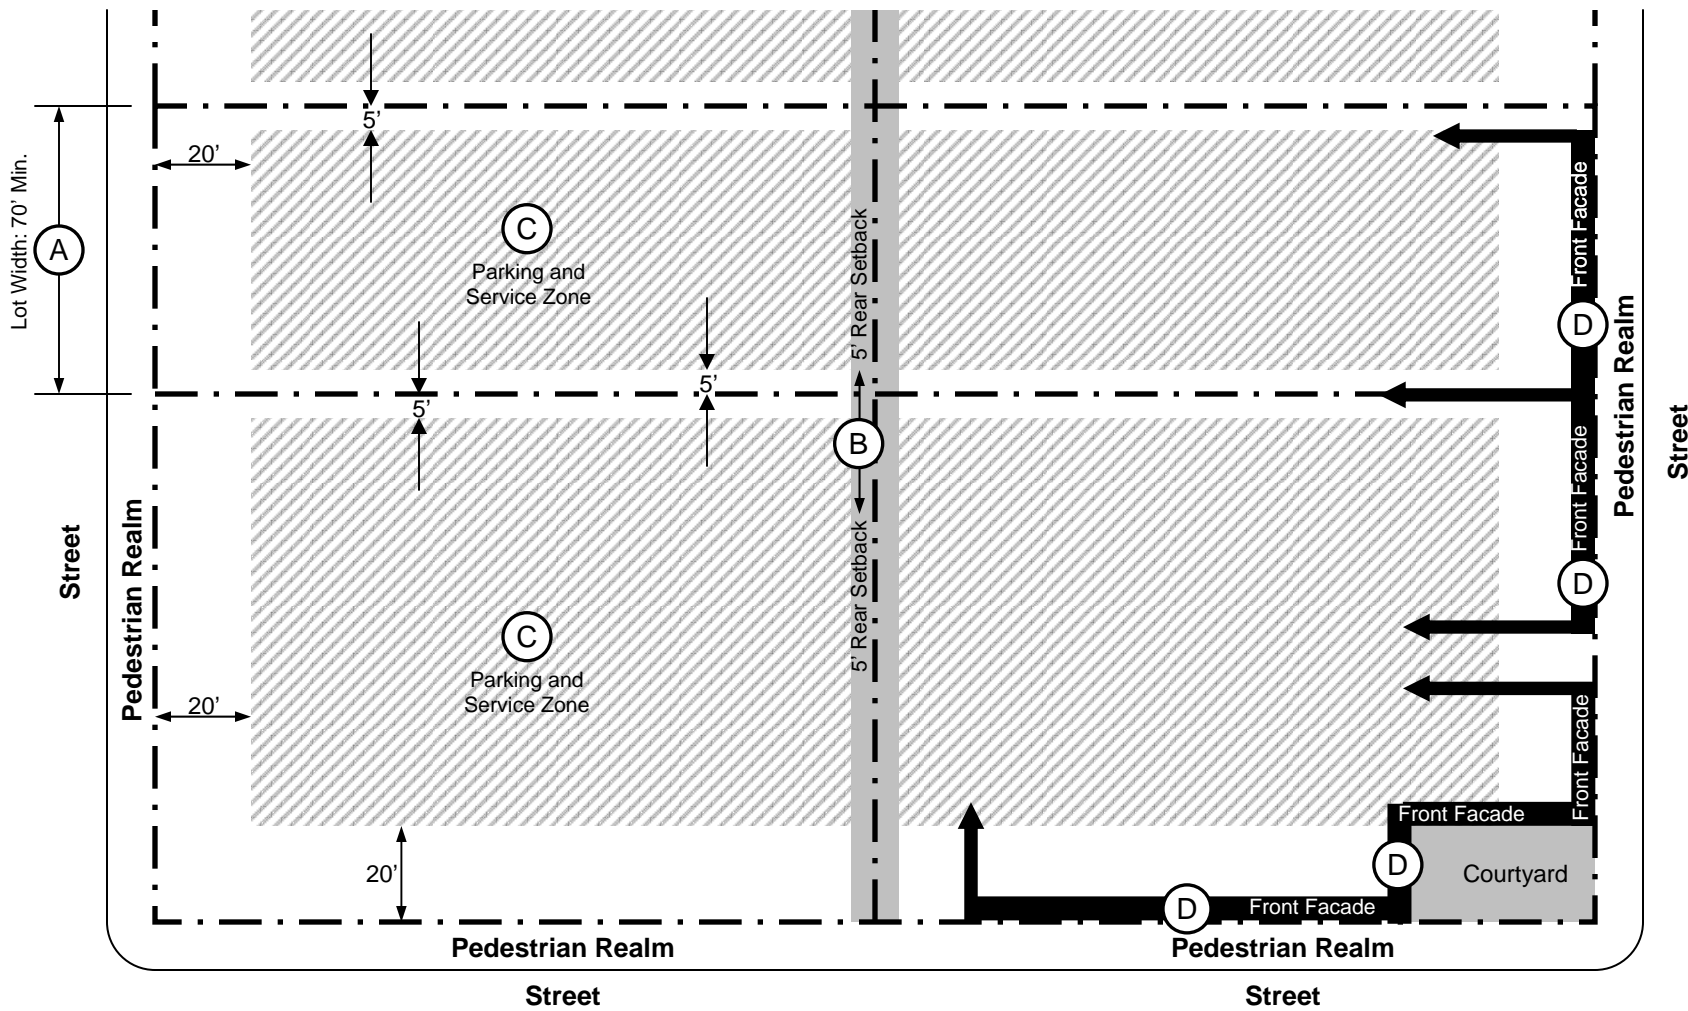 5’
20’
Lot Width: 70’ Min.
A
C
Parking and
Service Zone
5’ Rear Setback
Front Facade
D
Pedestrian Realm
Street
5’
5’
B
Front Facade
D
Street
Pedestrian Realm
C
Parking and
Service Zone
5’ Rear Setback
20’
Front Facade
Front Facade
20’
D
Courtyard
D
Front Facade
Pedestrian Realm
Pedestrian Realm
Street
Street